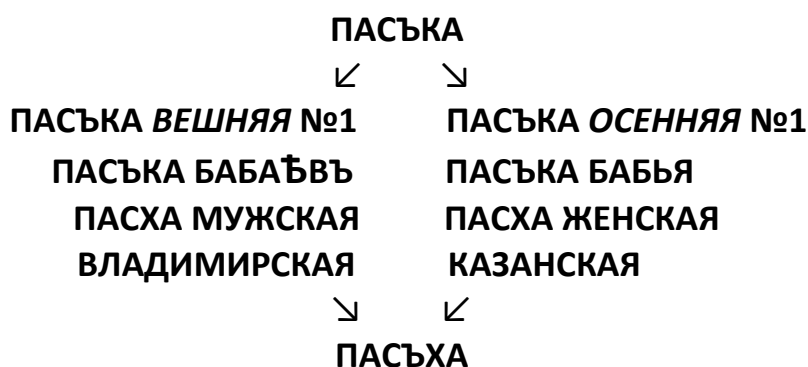 ПАСЪКА
↙ ↘
ПАСЪКА ВЕШНЯЯ №1 ПАСЪКА ОСЕННЯЯ №1
ПАСЪКА БАБАѢВЪ ПАСЪКА БАБЬЯ
ПАСХА МУЖСКАЯ ПАСХА ЖЕНСКАЯ
ВЛАДИМИРСКАЯ КАЗАНСКАЯ
↘ ↙
ПАСЪХА